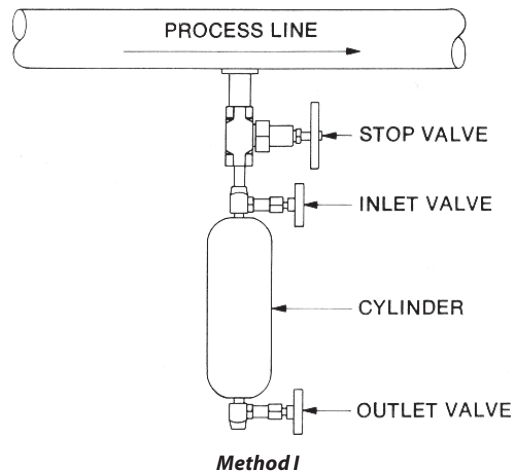 PROCESS LINE
STOP VALVE
INLET VALVE
CYLINDER
OUTLET VALVE
Method I